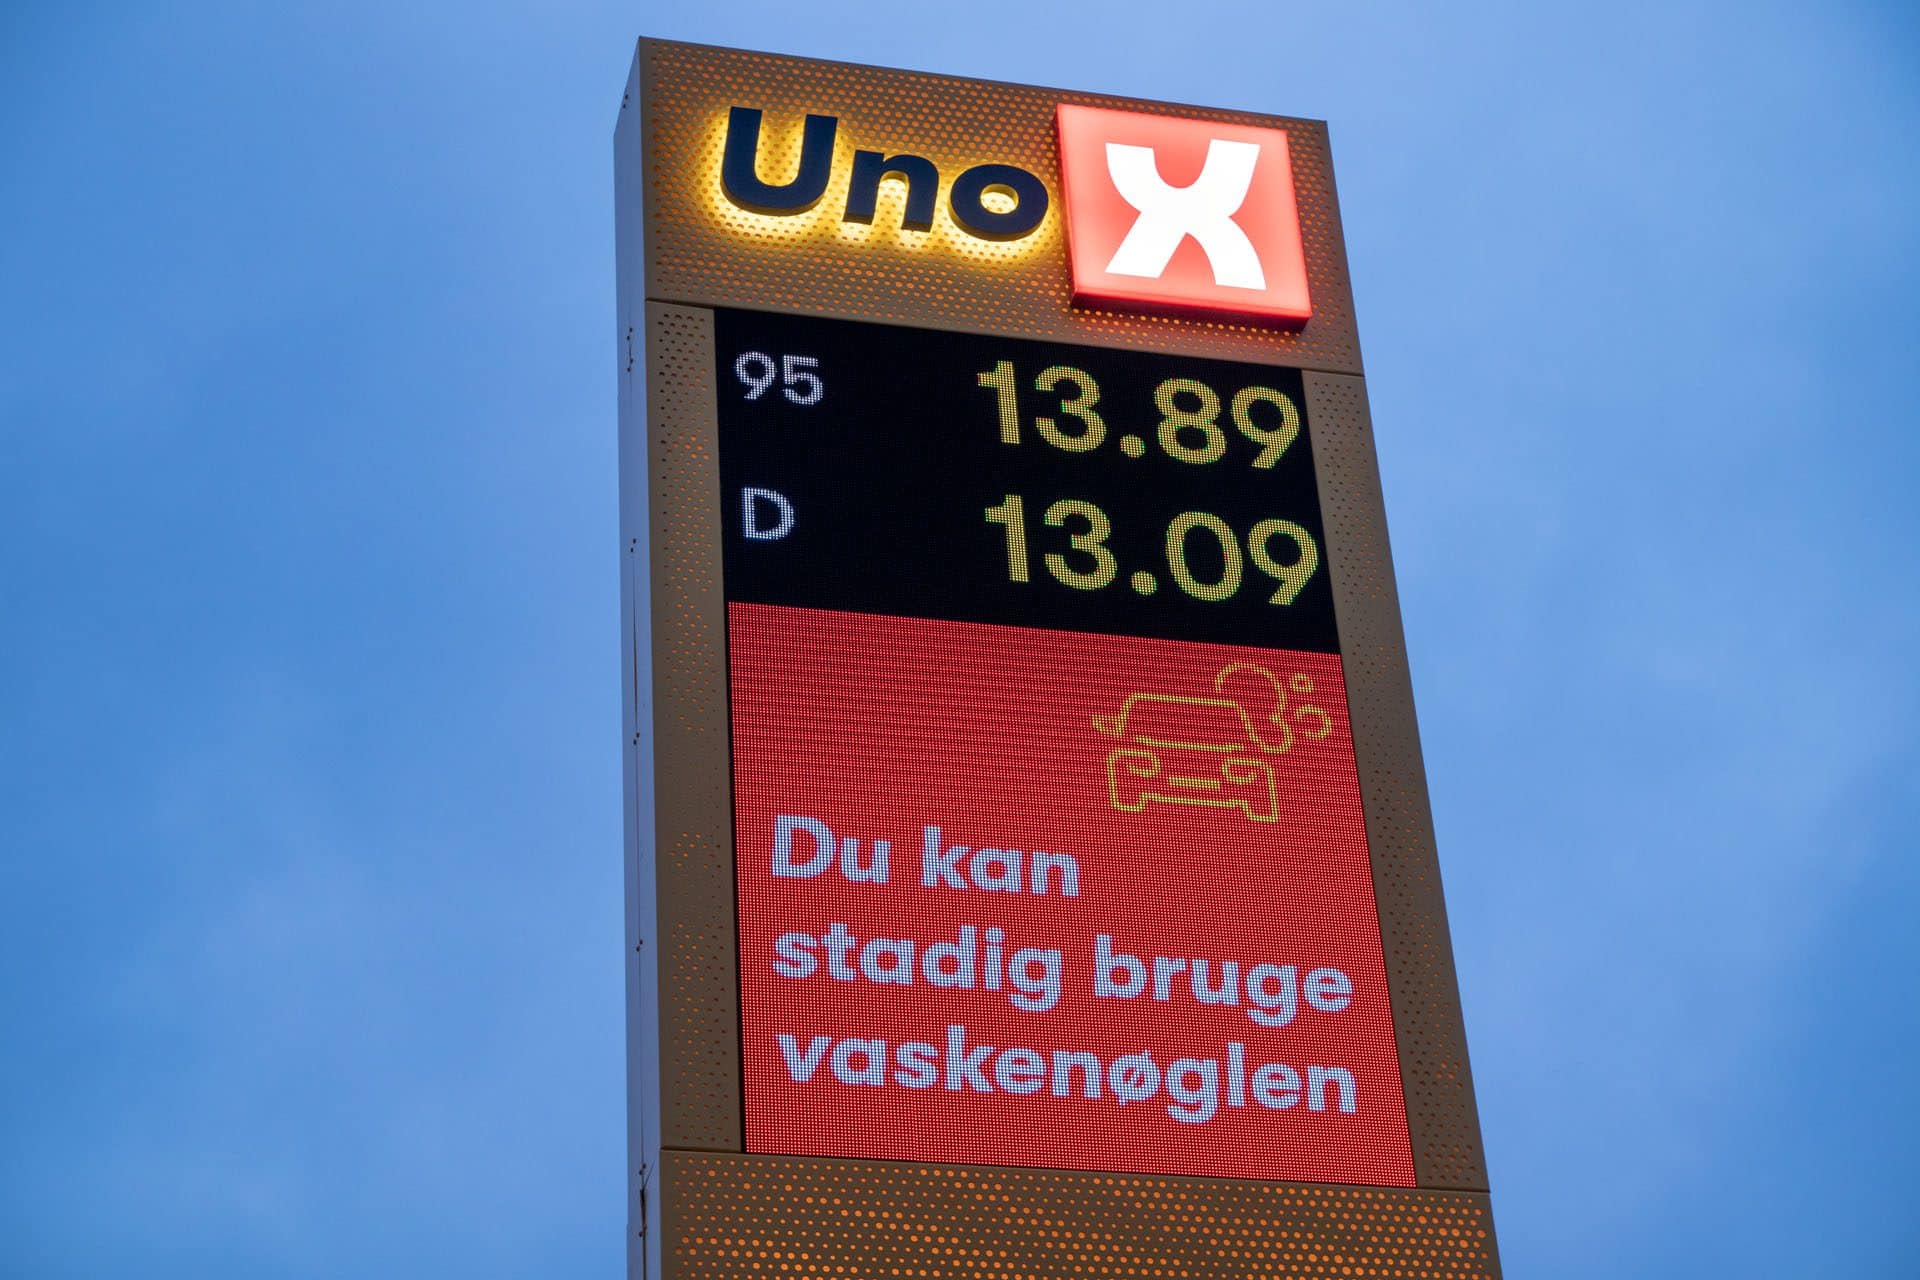 Uno X
95 13.89
D 13.09
Du kan
stadig bruge
vaskenøglen